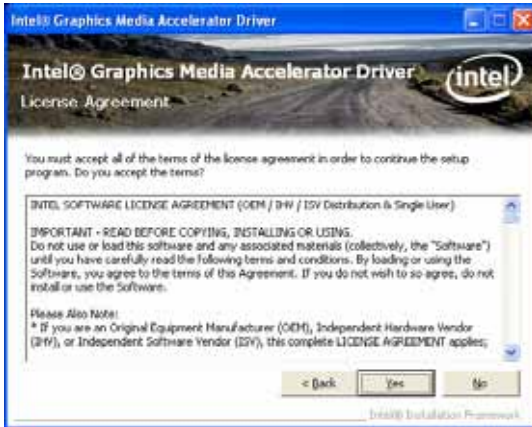 Intel® Graphics Media Accelerator Driver
Intel® Graphics Media Accelerator Driver
intel
License Agreement
You must accept all of the terms of the license agreement in order to continue the setup
program. Do you accept the terms?
INTEL SOFTWARE LICENSE AGREEMENT (OEM / IHV / ISV Distribution & Single User)
IMPORTANT - READ BEFORE COPYING, INSTALLING OR USING.
Do not use or load this software and any associated materials (collectively, the "Software")
until you have carefully read the following terms and conditions. By loading or using the
Software, you agree to the terms of this Agreement. If you do not wish to so agree, do not
install or use the Software.
Please Also Note:
* If you are an Original Equipment Manufacturer (OEM), Independent Hardware Vendor
(IHV), or Independent Software Vendor (ISV), this complete LICENSE AGREEMENT applies;
< Back Yes No
Intel® Installation Framework